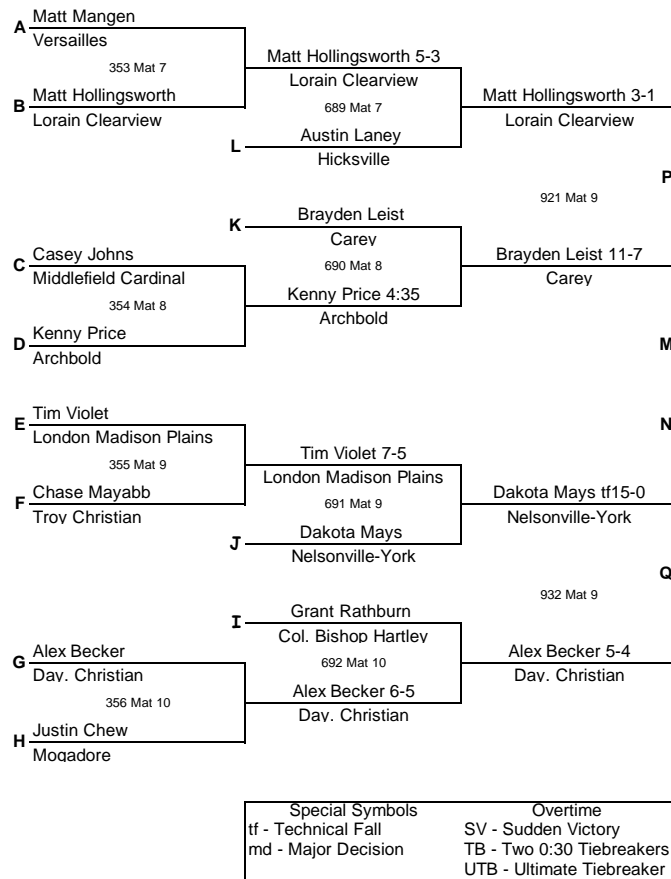 A Matt Mangen
Versailles
353 Mat 7
B Matt Hollingsworth
Lorain Clearview
Matt Hollingsworth 5-3
Lorain Clearview
689 Mat 7
L Austin Laney
Hicksville
Matt Hollingsworth 3-1
Lorain Clearview
P
921 Mat 9
K Brayden Leist
Carey
690 Mat 8
C Casey Johns
Middlefield Cardinal
354 Mat 8
D Kenny Price
Archbold
Kenny Price 4:35
Archbold
Brayden Leist 11-7
Carey
M
N
E Tim Violet
London Madison Plains
355 Mat 9
F Chase Mayabb
Troy Christian
Tim Violet 7-5
London Madison Plains
691 Mat 9
J Dakota Mays
Nelsonville-York
Dakota Mays tf15-0
Nelsonville-York
Q
932 Mat 9
I Grant Rathburn
Col. Bishop Hartley
692 Mat 10
G Alex Becker
Day. Christian
356 Mat 10
H Justin Chew
Mogadore
Alex Becker 6-5
Day. Christian
Alex Becker 5-4
Day. Christian
Special Symbols
tf - Technical Fall
md - Major Decision
Overtime
SV - Sudden Victory
TB - Two 0:30 Tiebreakers
UTB - Ultimate Tiebreaker